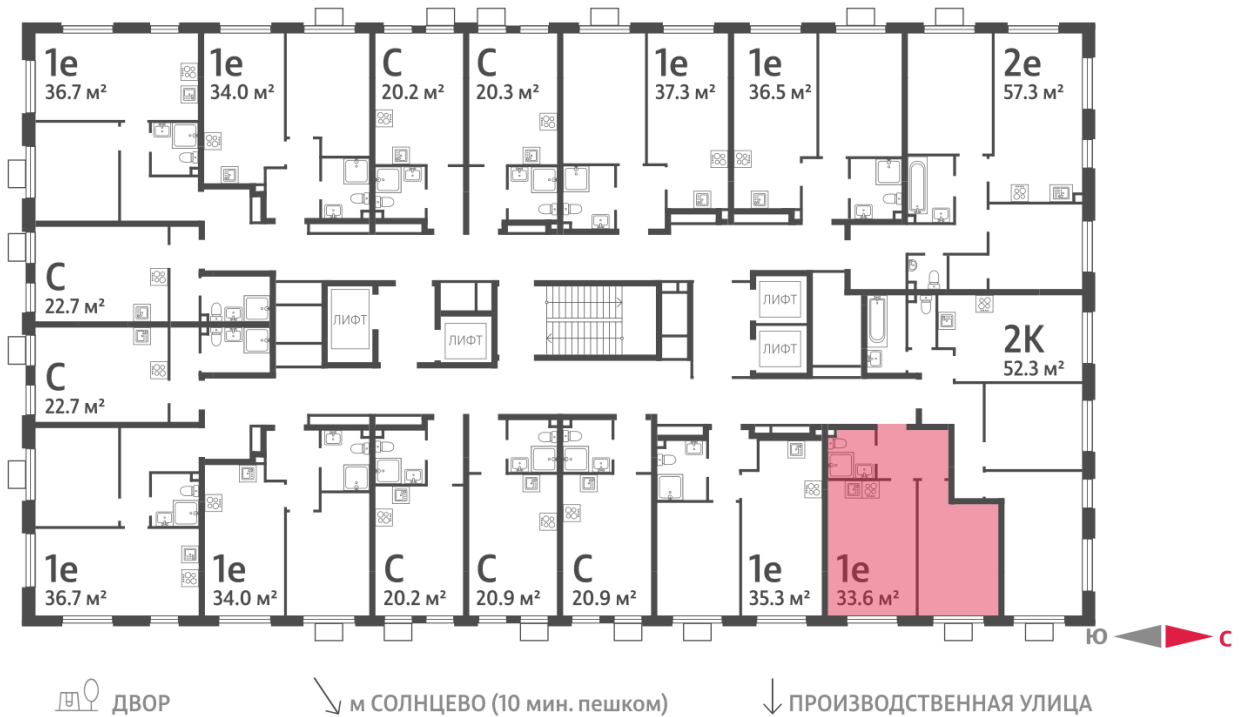 1е
36.7 м²
1е
34.0 м²
С
20.2 м²
С
20.3 м²
1е
37.3 м²
1е
36.5 м²
2е
57.3 м²
С
22.7 м²
ЛИФТ
ЛИФТ
ЛИФТ
ЛИФТ
2К
52.3 м²
С
22.7 м²
1е
36.7 м²
1е
34.0 м²
С
20.2 м²
С
20.9 м²
С
20.9 м²
1е
35.3 м²
1е
33.6 м²
Ю С
ДВОР
м СОЛНЦЕВО (10 мин. пешком)
ПРОИЗВОДСТВЕННАЯ УЛИЦА